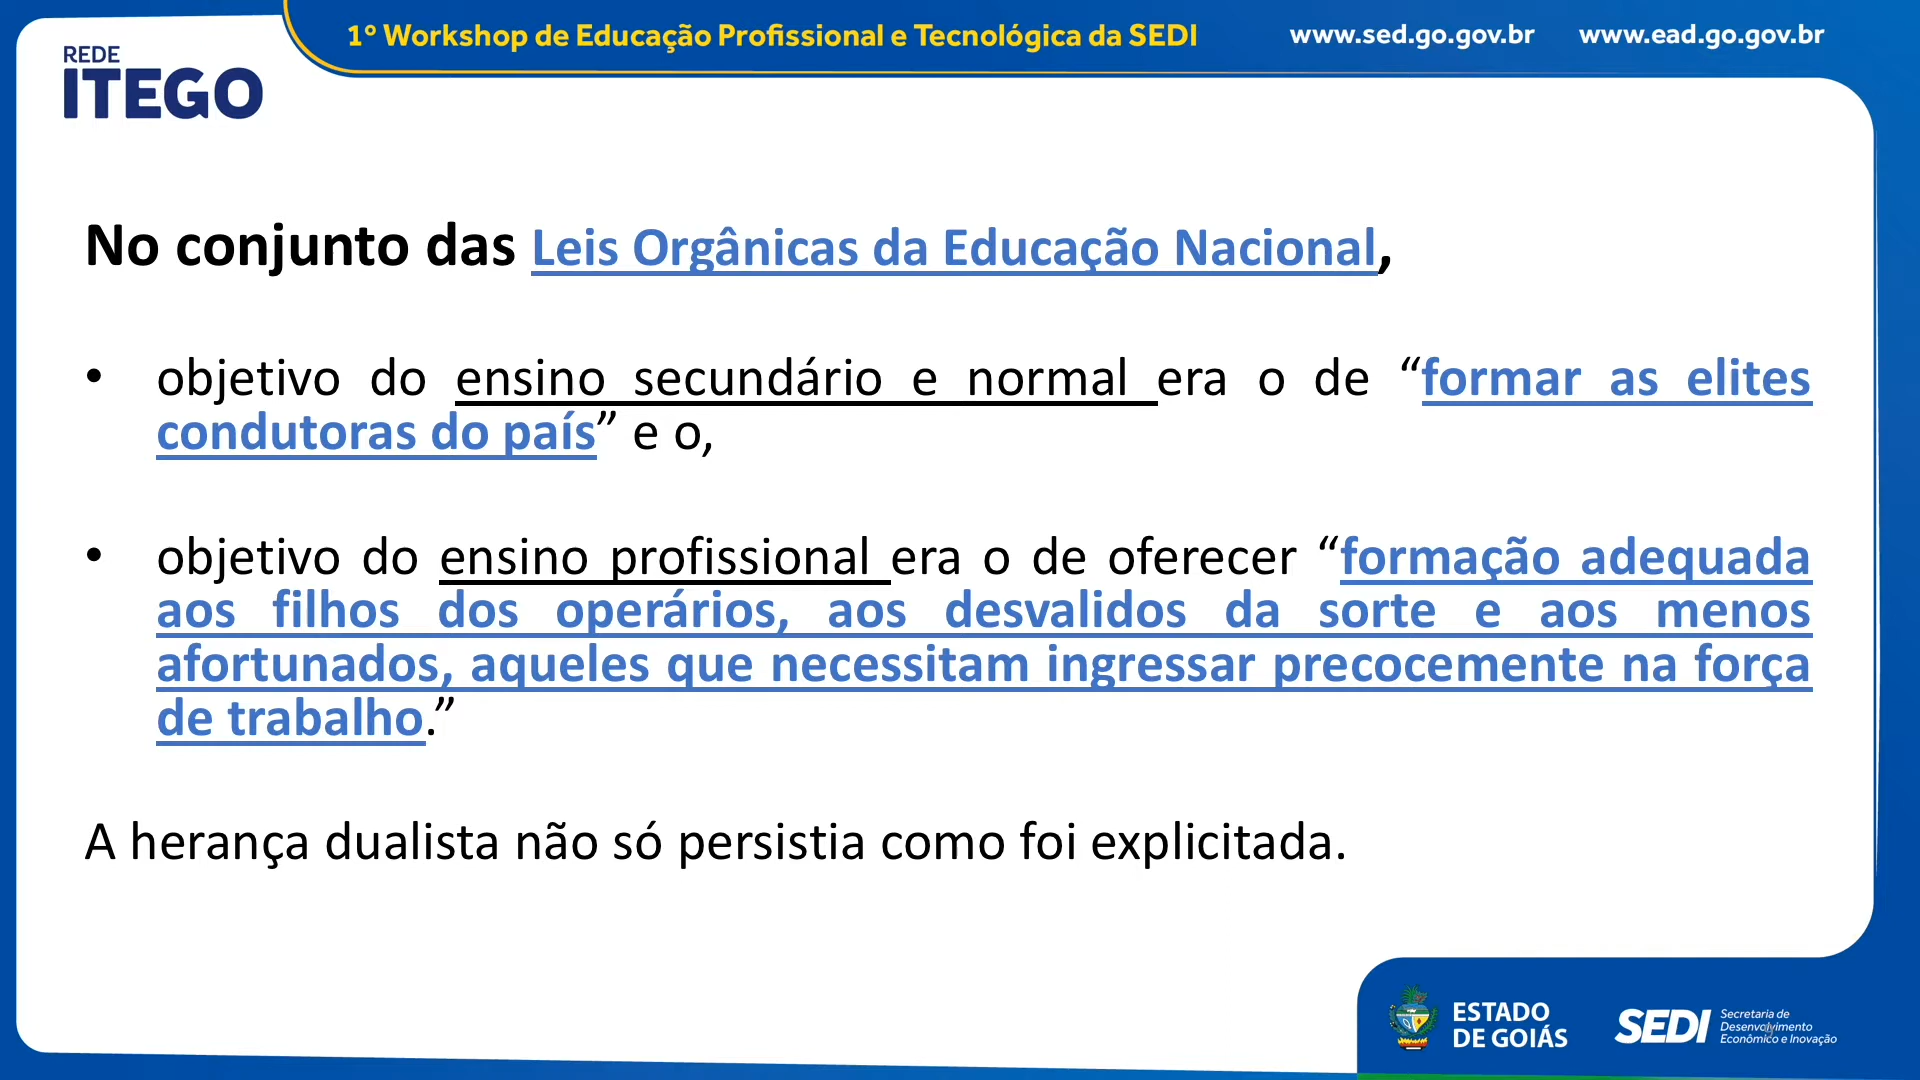 1º Workshop de Educação Profissional e Tecnológica da SEDI
www.sed.go.gov.br
www.ead.go.gov.br
REDE
ITEGO
No conjunto das Leis Orgânicas da Educação Nacional,
• objetivo do ensino secundário e normal era o de “formar as elites
condutoras do país” e o,
• objetivo do ensino profissional era o de oferecer “formação adequada
aos filhos dos operários, aos desvalidos da sorte e aos menos
afortunados, aqueles que necessitam ingressar precocemente na força
de trabalho.”
A herança dualista não só persistia como foi explicitada.
ESTADO
DE GOIÁS
SEDI
Secretaria de
Desenvolvimento
Econômico e Inovação
9